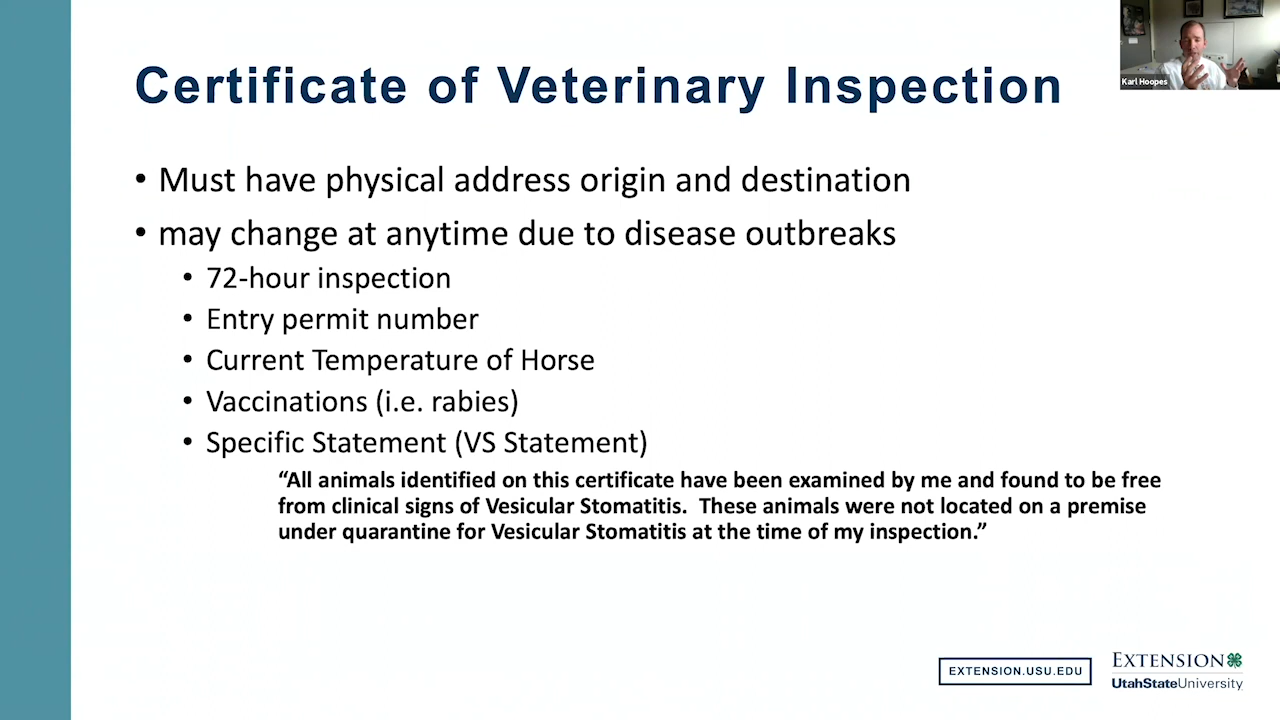 Certificate of Veterinary Inspection
Karl Hoopes
• Must have physical address origin and destination
• may change at anytime due to disease outbreaks
• 72-hour inspection
• Entry permit number
• Current Temperature of Horse
• Vaccinations (i.e. rabies)
• Specific Statement (VS Statement)
“All animals identified on this certificate have been examined by me and found to be free
from clinical signs of Vesicular Stomatitis.  These animals were not located on a premise
under quarantine for Vesicular Stomatitis at the time of my inspection.”
EXTENSION.USU.EDU
EXTENSION
UtahStateUniversity